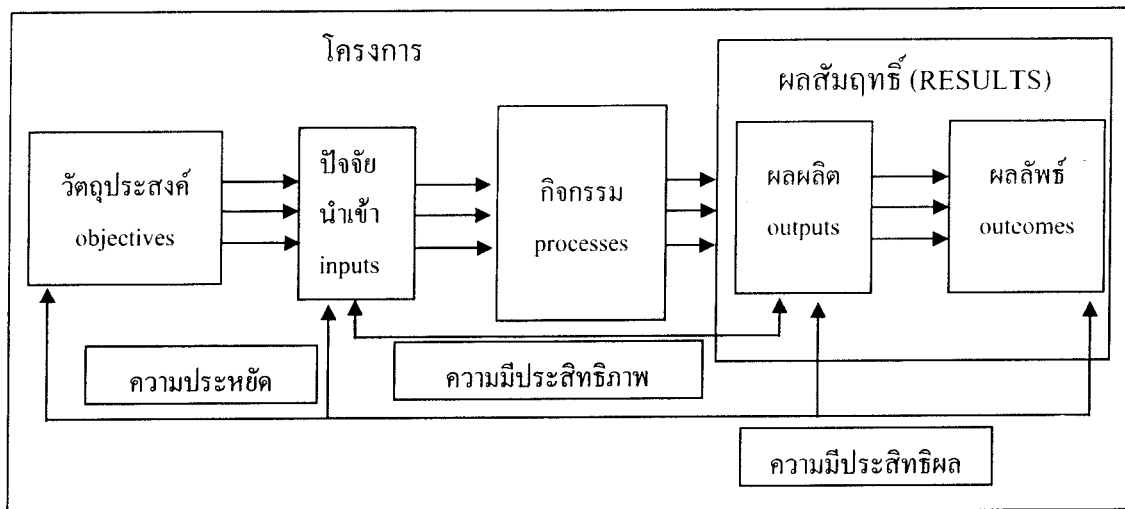 โครงการ
ผลสัมฤทธิ์ (RESULTS)
วัตถุประสงค์
objectives
ปัจจัย
นำเข้า
inputs
กิจกรรม
processes
ผลผลิต
outputs
ผลลัพธ์
outcomes
ความประหยัด
ความมีประสิทธิภาพ
ความมีประสิทธิผล